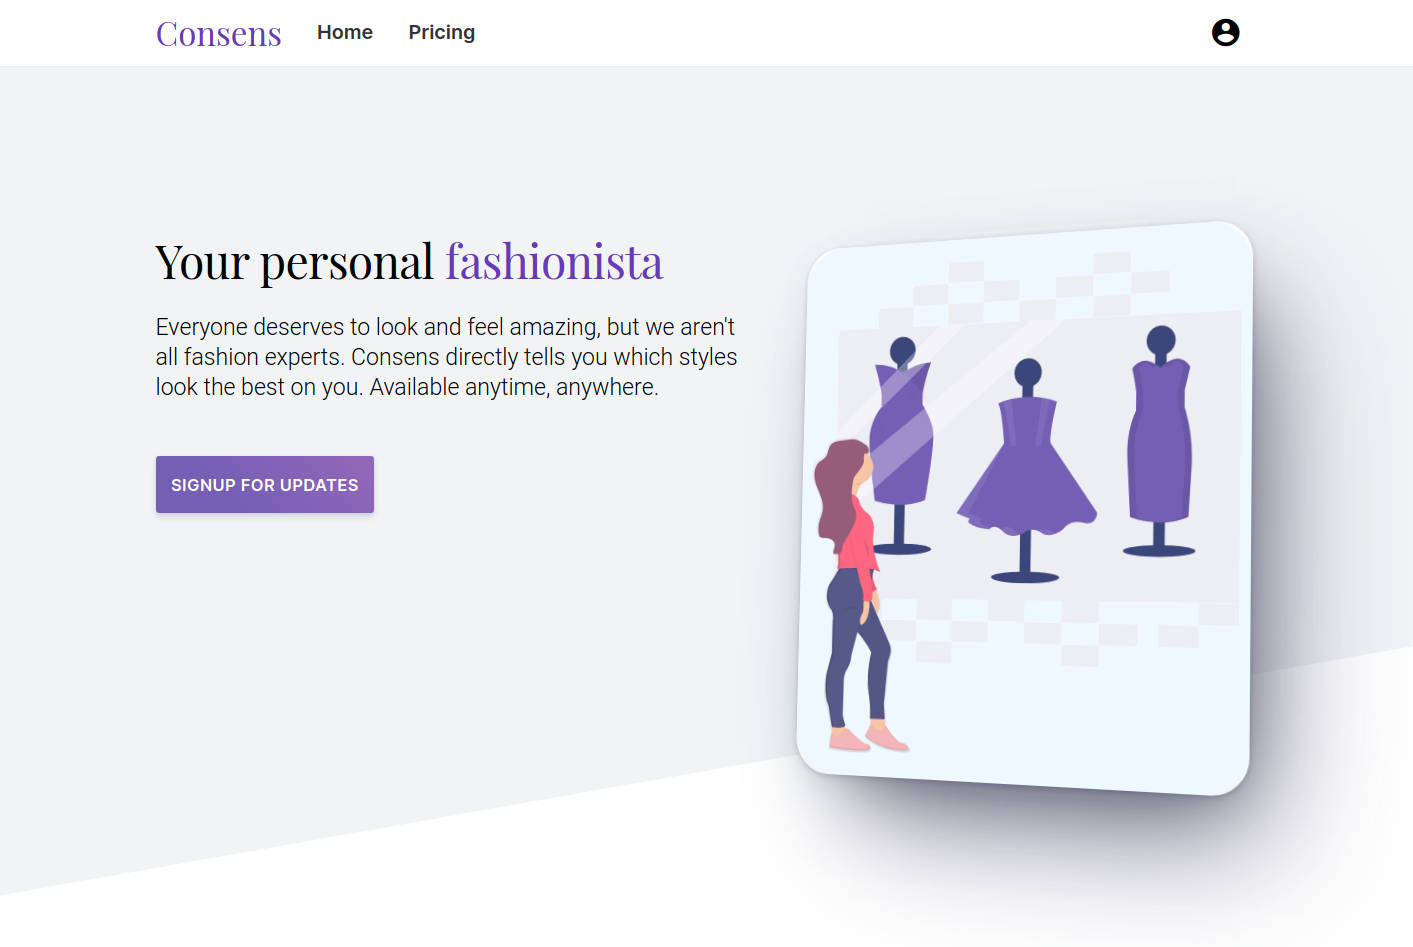 Consens Home Pricing
Your personal fashionista
Everyone deserves to look and feel amazing, but we aren't
all fashion experts. Consens directly tells you which styles
look the best on you. Available anytime, anywhere.
SIGNUP FOR UPDATES